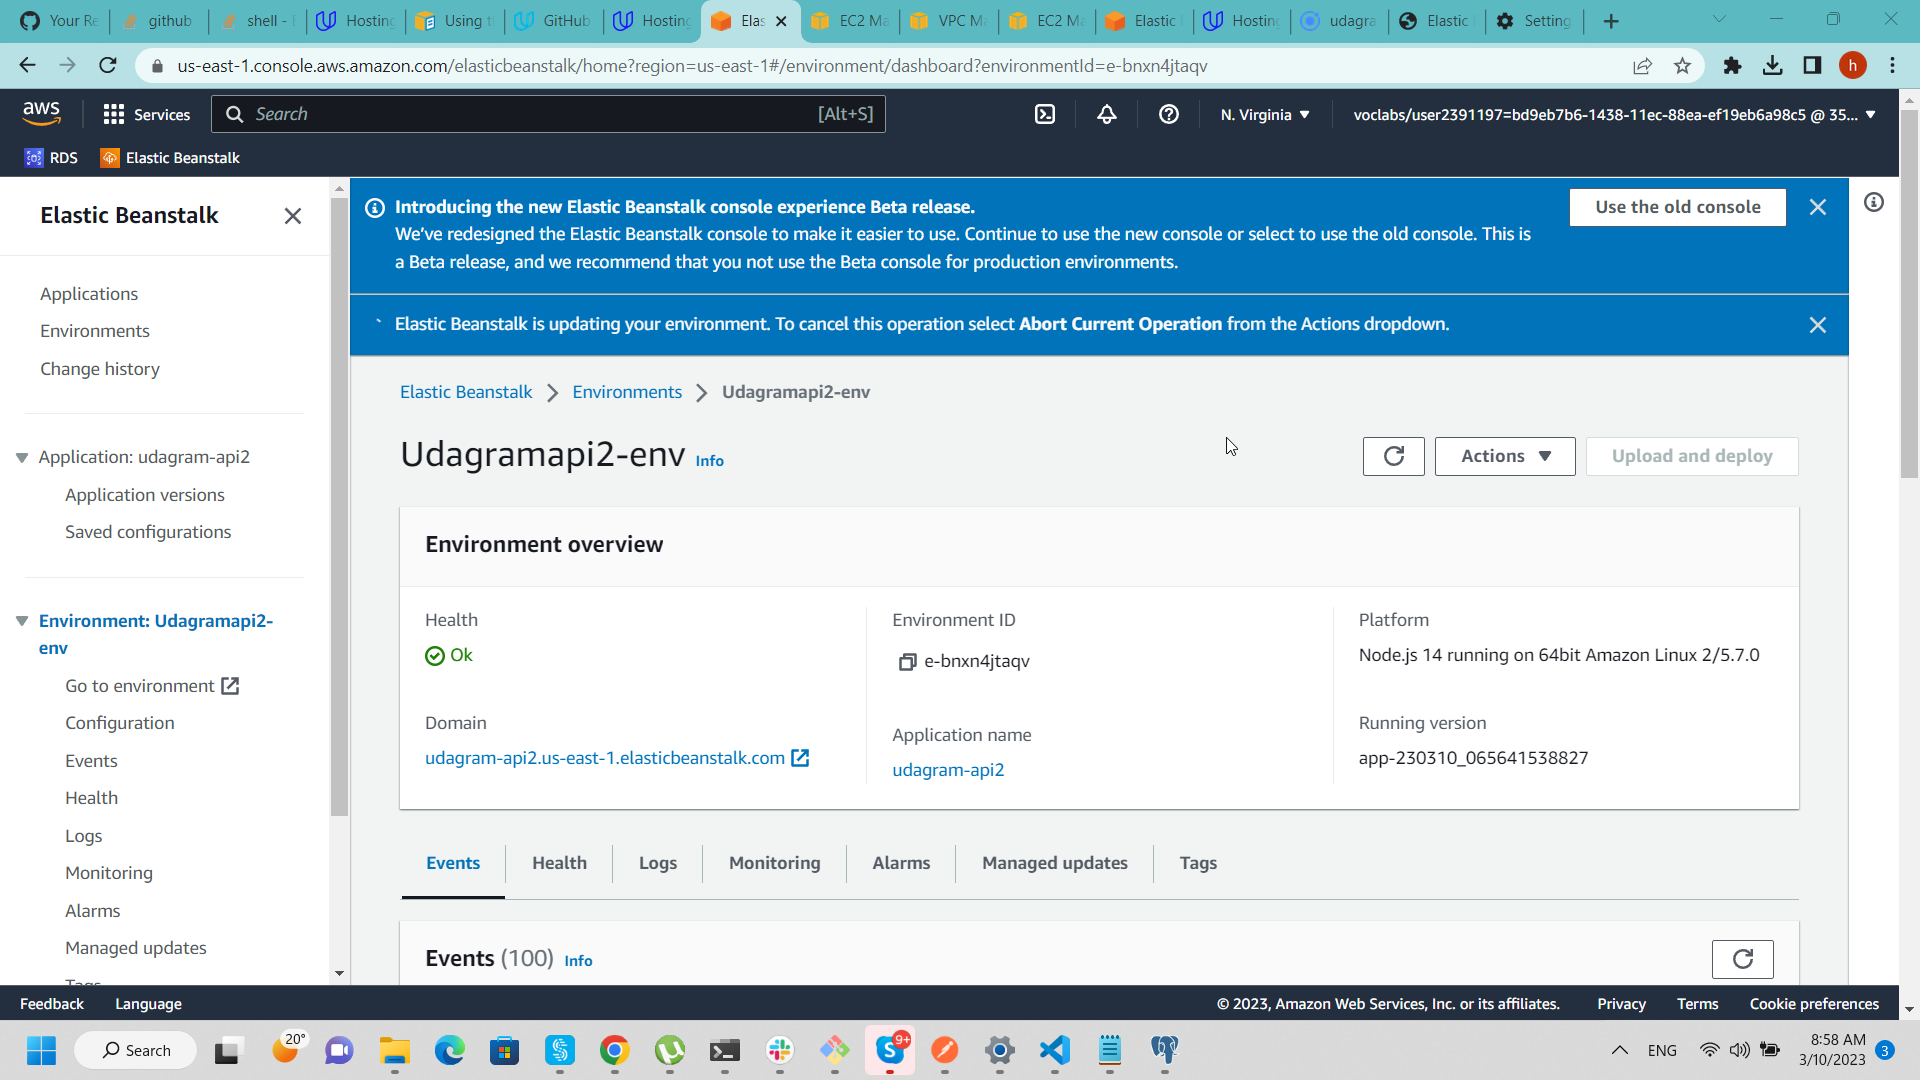 Your Re
github
shell - E
Hosting
Using t
GitHub
Hosting
Elas
EC2 Ma
VPC Ma
EC2 Ma
Elastic
Hosting
udagra
Elastic
Setting
us-east-1.console.aws.amazon.com/elasticbeanstalk/home?region=us-east-1#/environment/dashboard?environmentId=e-bnxn4jtaqv
h
aws
Services
Search
[Alt+S]
N. Virginia
voclabs/user2391197=bd9eb7b6-1438-11ec-88ea-ef19eb6a98c5 @ 35...
RDS
Elastic Beanstalk
Elastic Beanstalk
Applications
Environments
Change history
Application: udagram-api2
Application versions
Saved configurations
Environment: Udagramapi2-
env
Go to environment
Configuration
Events
Health
Logs
Monitoring
Alarms
Managed updates
Tags
Introducing the new Elastic Beanstalk console experience Beta release.
We've redesigned the Elastic Beanstalk console to make it easier to use. Continue to use the new console or select to use the old console. This is
a Beta release, and we recommend that you not use the Beta console for production environments.
Use the old console
Elastic Beanstalk is updating your environment. To cancel this operation select Abort Current Operation from the Actions dropdown.
Elastic Beanstalk
Environments
Udagramapi2-env
Udagramapi2-env Info
Actions
Upload and deploy
Environment overview
Health
Ok
Domain
udagram-api2.us-east-1.elasticbeanstalk.com
Environment ID
e-bnxn4jtaqv
Application name
udagram-api2
Platform
Node.js 14 running on 64bit Amazon Linux 2/5.7.0
Running version
app-230310_065641538827
Events
Health
Logs
Monitoring
Alarms
Managed updates
Tags
Events (100) Info
Feedback
Language
© 2023, Amazon Web Services, Inc. or its affiliates.
Privacy
Terms
Cookie preferences
Search
20°
9+
ENG
8:58 AM
3/10/2023
3